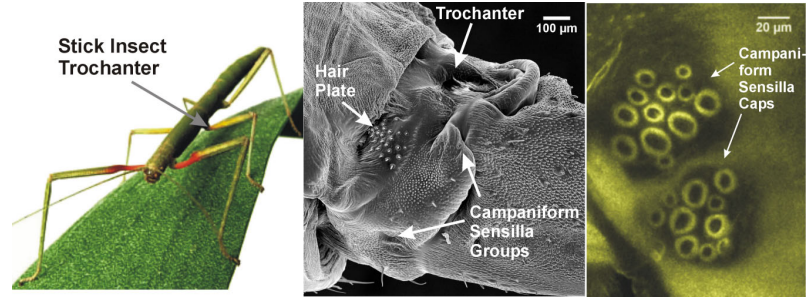 Stick Insect
Trochanter
Trochanter
100 µm
Hair
Plate
Campaniform
Sensilla
Groups
20 µm
Campani-
form
Sensilla
Caps